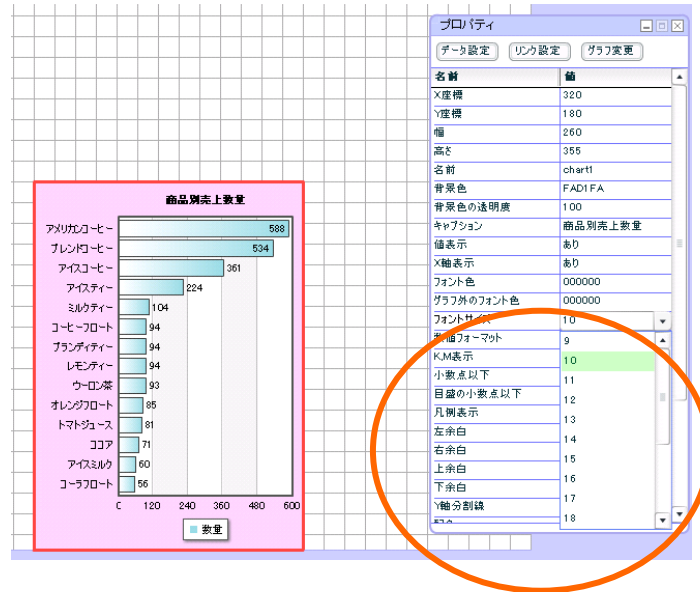 プロパティ
データ設定 リンク設定 グラフ変更
名前 値
X座標 320
Y座標 180
幅 260
高さ 355
名前 chart1
背景色 FAD1FA
背景色の透明度 100
キャプション 商品別売上数量
値表示 あり
X軸表示 あり
フォント色 000000
グラフ外のフォント色 000000
フォントサイズ 10
数値フォーマット
K,M表示
小数点以下
目盛の小数点以下
凡例表示
左余白
右余白
上余白
下余白
Y軸分割線
9
10
11
12
13
14
15
16
17
18
商品別売上数量
アメリカンコーヒー 588
ブレンドコーヒー 534
アイスコーヒー 361
アイスティー 224
ミルクティー 104
コーヒーフロート 94
ブランディティー 94
レモンティー 94
ウーロン茶 93
オレンジフロート 85
トマトジュース 81
ココア 71
アイスミルク 60
コーラフロート 56
120 240 360 480 600
数量